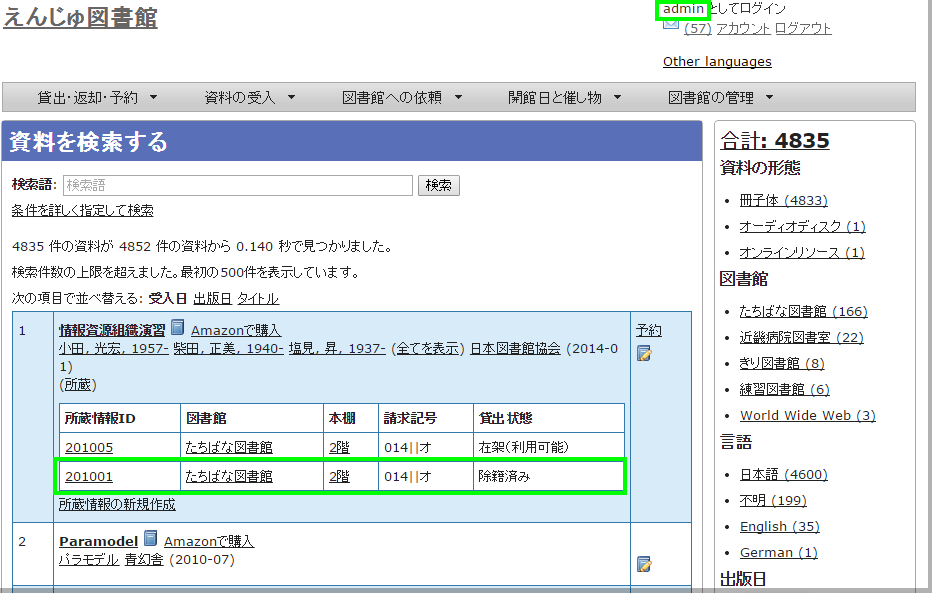 えんじゅ図書館
adminとしてログイン
(57) アカウント ログアウト
Other languages
貸出・返却・予約 ▼ 資料の受入 ▼ 図書館への依頼 ▼ 開館日と催し物 ▼ 図書館の管理 ▼
資料を検索する
検索語: 検索語 検索
条件を詳しく指定して検索
4835 件の資料が 4852 件の資料から 0.140 秒で見つかりました。
検索件数の上限を超えました。最初の500件を表示しています。
次の項目で並べ替える: 受入日 出版日 タイトル
1 情報資源組織演習 Amazonで購入 予約
小田, 光宏, 1957- 柴田, 正美, 1940- 塩見, 昇, 1937- (全てを表示) 日本図書館協会 (2014-0
1)
(所蔵)
所蔵情報ID 図書館 本棚 請求記号 貸出状態
201005 たちばな図書館 2階 014||オ 在架(利用可能)
201001 たちばな図書館 2階 014||オ 除籍済み
所蔵情報の新規作成
2 Paramodel Amazonで購入
パラモデル 青幻舎 (2010-07)
合計: 4835
資料の形態
• 冊子体 (4833)
• オーディオディスク (1)
• オンラインリソース (1)
図書館
• たちばな図書館 (166)
• 近畿病院図書室 (22)
• きり図書館 (8)
• 練習図書館 (6)
• World Wide Web (3)
言語
• 日本語 (4600)
• 不明 (199)
• English (35)
• German (1)
出版日